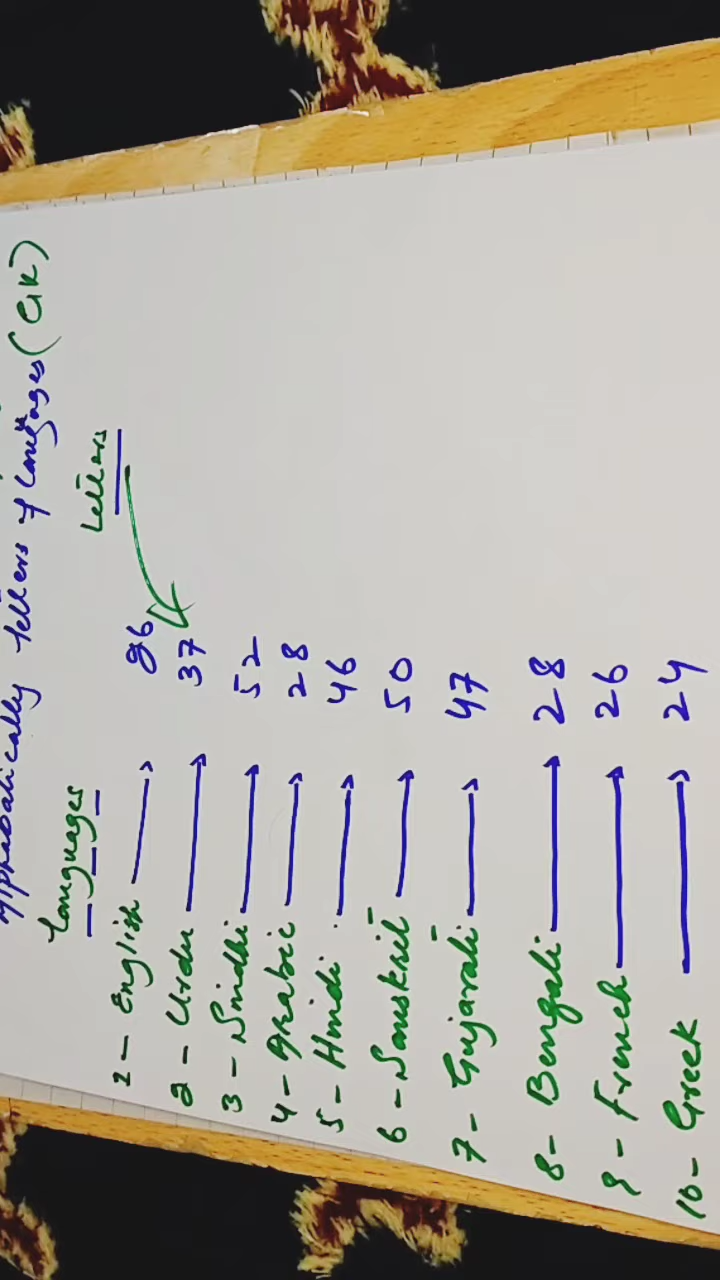 Alphabatically letters of languages (GK)
Languages Letters
1 - English → 26
2 - Urdu → 37
3 - Sindhi → 52
4 - Arabic → 28
5 - Hindi → 46
6 - Sanskrit → 50
7 - Gujarati → 47
8 - Bengali → 28
9 - French → 26
10 - Greek → 24